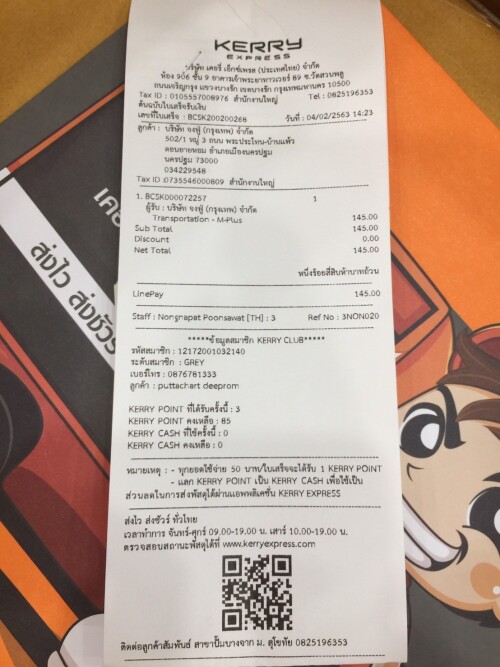 KERRY
EXPRESS
บริษัท เคอรี่ เอ็กซ์เพรส (ประเทศไทย) จำกัด
ห้อง 906 ชั้น 9 อาคารเจ้าพระยาทาวเวอร์ 89 ซ.วัดสวนพลู
ถนนเจริญกรุง แขวงบางรัก เขตบางรัก กรุงเทพมหานคร 10500
Tax ID : 0105557008976 สำนักงานใหญ่ Tel : 0825196353
ต้นฉบับใบเสร็จรับเงิน
เลขที่ใบเสร็จ : BCSK200200268 วันที่ : 04/02/2563 14:23
ลูกค้า : บริษัท จงฟู่ (กรุงเทพ) จำกัด
502/1 หมู่ 3 ถนน พระประโทน-บ้านแพ้ว
ดอนยายหอม อำเภอเมืองนครปฐม
นครปฐม 73000
034229548
Tax ID :0735546000809 สำนักงานใหญ่
1. BCSK000072257 1
ผู้รับ : บริษัท จงฟู่ (กรุงเทพ) จำกัด
Transportation - M-Plus 145.00
Sub Total 145.00
Discount 0.00
Net Total 145.00
หนึ่งร้อยสี่สิบห้าบาทถ้วน
LinePay 145.00
Staff : Nongnapat Poonsawat [TH] : 3 Ref No : 3NON020
*****ข้อมูลสมาชิก KERRY CLUB*****
รหัสสมาชิก : 12172001032140
ระดับสมาชิก : GREY
เบอร์โทร : 0876781333
ลูกค้า : puttachart deeprom
KERRY POINT ที่ได้รับครั้งนี้ : 3
KERRY POINT คงเหลือ : 85
KERRY CASH ที่ใช้ครั้งนี้ : 0
KERRY CASH คงเหลือ : 0
หมายเหตุ : - ทุกยอดใช้จ่าย 50 บาท/ใบเสร็จจะได้รับ 1 KERRY POINT
- แลก KERRY POINT เป็น KERRY CASH เพื่อใช้เป็น
ส่วนลดในการส่งพัสดุได้ผ่านแอพพลิเคชั่น KERRY EXPRESS
ส่งไว ส่งชัวร์ ทั่วไทย
เวลาทำการ จันทร์-ศุกร์ 09.00-19.00 น. เสาร์ 10.00-19.00 น.
ตรวจสอบสถานะพัสดุได้ที่ www.kerryexpress.com
ติดต่อลูกค้าสัมพันธ์ สาขาปั๊มบางจาก ม. สุโขทัย 0825196353
ส่งไว ส่งชัวร์